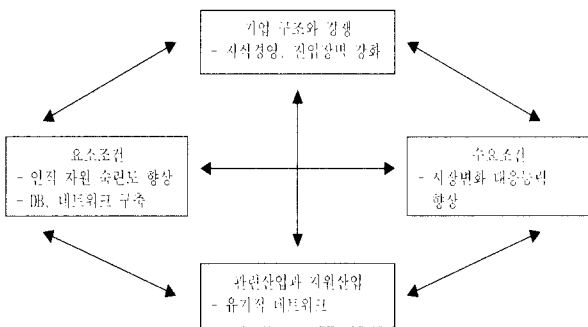 기업 구조와 경쟁
- 지식경영, 진입장벽 강화
요소조건
- 인적 자원 숙련도 향상
- DB, 네트워크 구축
수요조건
- 시장변화 대응능력
향상
관련산업과 지원산업
- 유기적 네트워크